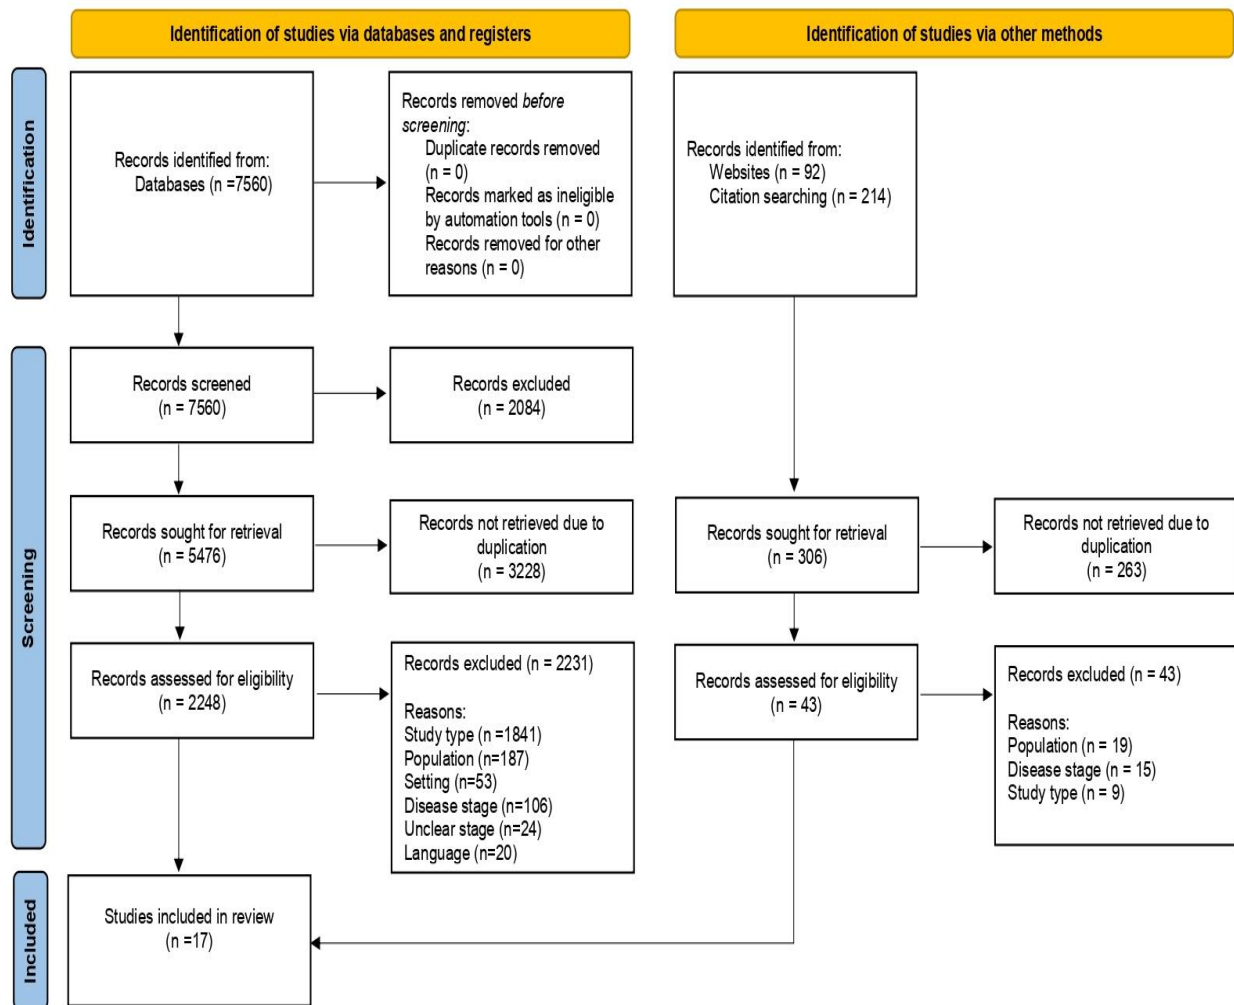 Identification of studies via databases and registers
Identification of studies via other methods
Identification
Records identified from:
Databases (n =7560)
Records removed before
screening:
Duplicate records removed
(n = 0)
Records marked as ineligible
by automation tools (n = 0)
Records removed for other
reasons (n = 0)
Records identified from:
Websites (n = 92)
Citation searching (n = 214)
Screening
Records screened
(n = 7560)
Records excluded
(n = 2084)
Records sought for retrieval
(n = 5476)
Records not retrieved due to
duplication
(n = 3228)
Records sought for retrieval
(n = 306)
Records not retrieved due to
duplication
(n = 263)
Records assessed for eligibility
(n = 2248)
Records excluded (n = 2231)
Reasons:
Study type (n =1841)
Population (n=187)
Setting (n=53)
Disease stage (n=106)
Unclear stage (n=24)
Language (n=20)
Records assessed for eligibility
(n = 43)
Records excluded (n = 43)
Reasons:
Population (n = 19)
Disease stage (n = 15)
Study type (n = 9)
Included
Studies included in review
(n =17)